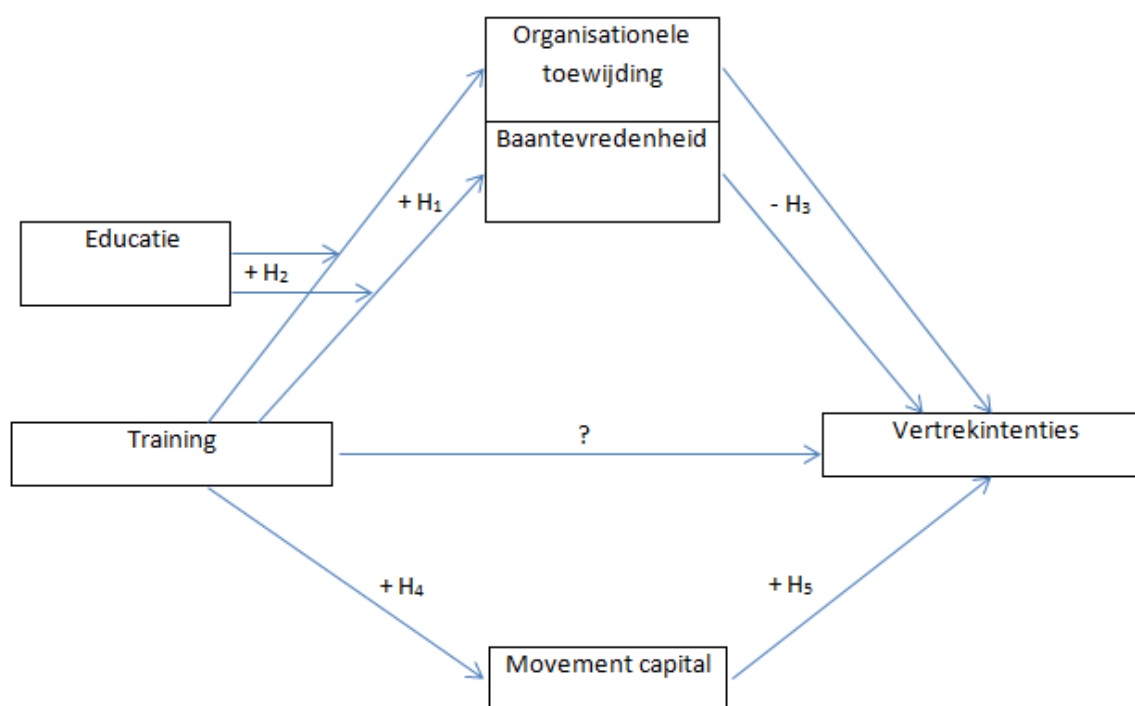 Organisationele
toewijding
Baantevredenheid
+ H₁
- H₃
Educatie
+ H₂
Training
?
Vertrekintenties
+ H₄
+ H₅
Movement capital